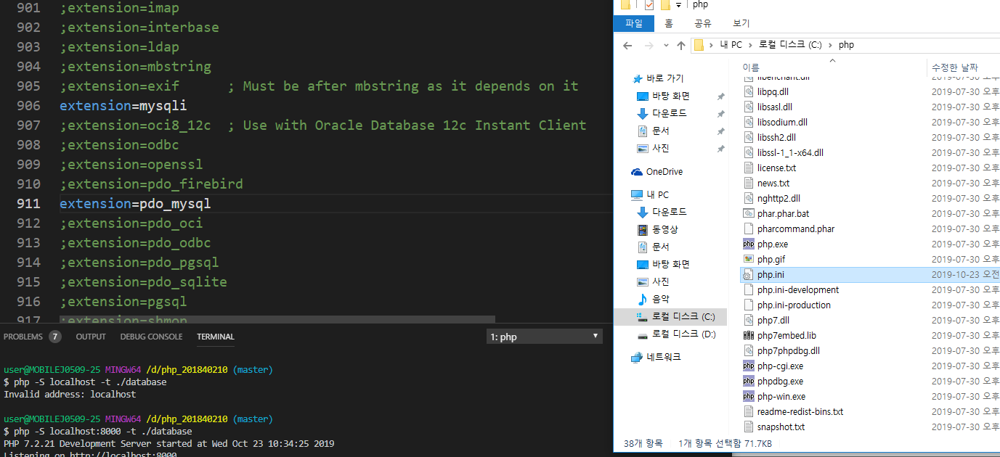 901 ;extension=imap
902 ;extension=interbase
903 ;extension=ldap
904 ;extension=mbstring
905 ;extension=exif ; Must be after mbstring as it depends on it
906 extension=mysqli
907 ;extension=oci8_12c ; Use with Oracle Database 12c Instant Client
908 ;extension=odbc
909 ;extension=openssl
910 ;extension=pdo_firebird
911 extension=pdo_mysql
912 ;extension=pdo_oci
913 ;extension=pdo_odbc
914 ;extension=pdo_pgsql
915 ;extension=pdo_sqlite
916 ;extension=pgsql
917 ;extension=shmop
PROBLEMS 7 OUTPUT DEBUG CONSOLE TERMINAL 1: php
user@MOBILEJ0509-25 MINGW64 /d/php_201840210 (master)
$ php -S localhost -t ./database
Invalid address: localhost
user@MOBILEJ0509-25 MINGW64 /d/php_201840210 (master)
$ php -S localhost:8000 -t ./database
PHP 7.2.21 Development Server started at Wed Oct 23 10:34:25 2019
Listening on http://localhost:8000
php
파일 홈 공유 보기
내 PC 로컬 디스크 (C:) php
바로 가기
바탕 화면
다운로드
문서
사진
OneDrive
내 PC
다운로드
동영상
문서
바탕 화면
사진
음악
로컬 디스크 (C:)
로컬 디스크 (D:)
네트워크
이름 수정한 날짜
libenchant.dll 2019-07-30 오후
libpq.dll 2019-07-30 오후
libsasl.dll 2019-07-30 오후
libsodium.dll 2019-07-30 오후
libssh2.dll 2019-07-30 오후
libssl-1_1-x64.dll 2019-07-30 오후
license.txt 2019-07-30 오후
news.txt 2019-07-30 오후
nghttp2.dll 2019-07-30 오후
phar.phar.bat 2019-07-30 오후
pharcommand.phar 2019-07-30 오후
php php.exe 2019-07-30 오후
php.gif 2019-07-30 오후
php.ini 2019-10-23 오전
php.ini-development 2019-07-30 오후
php.ini-production 2019-07-30 오후
php7.dll 2019-07-30 오후
php7embed.lib 2019-07-30 오후
php7phpdbg.dll 2019-07-30 오후
php php-cgi.exe 2019-07-30 오후
php phpdbg.exe 2019-07-30 오후
php php-win.exe 2019-07-30 오후
readme-redist-bins.txt 2019-07-30 오후
snapshot.txt 2019-07-30 오후
38개 항목 1개 항목 선택함 71.7KB